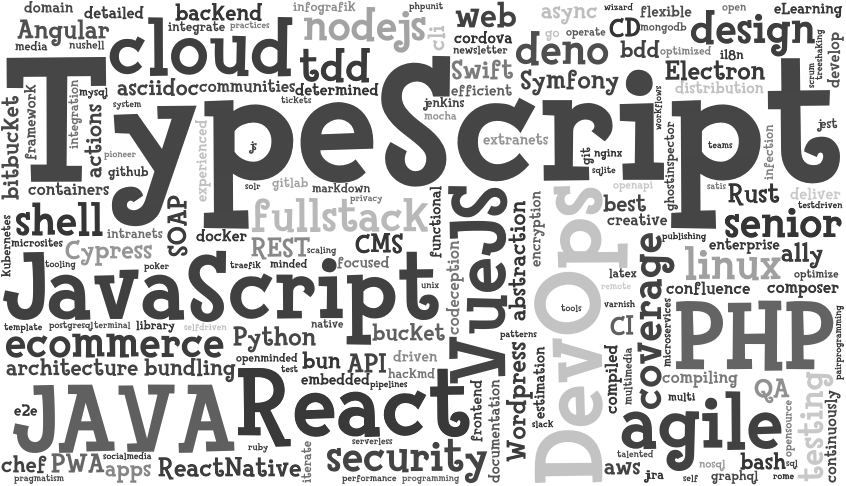 domain
detailed
backend
infografik
phpunit
web
async
wizard
flexible
open
eLearning
Angular
integrate
practices
nodejs
cli
cordova
go
operate
CD
mongodb
design
media
nushell
cloud
tdd
newsletter
deno
bdd
optimized
il8n
scrum
treeshaking
develop
Swift
Symfony
Electron
TypeScript
mysql
asciidoc
communities
determined
efficient
distribution
bitbucket
framework
integration
system
tickets
jenkins
workflows
actions
mocha
jest
pioneer
experienced
js
extranets
git
nginx
ghostinspector
teams
infection
containers
github
solr
gitlab
markdown
sqlite
openapi
satis
Rust
deliver
privacy
functional
encryption
best
testdriven
Kubernetes
shell
intranets
SOAP
fullstack
VueJS
DevOps
creative
senior
microsites
docker
REST
scaling
CMS
codeception
abstraction
publishing
enterprise
ally
Cypress
tooling
poker
traefik
minded
focused
latex
coverage
linux
optimize
JavaScript
unix
remote
confluence
composer
tools
varnish
template
postgresql
terminal
library
selfdriven
native
bucket
patterns
CI
microservices
PHP
pairprogramming
ecommerce
Python
architecture
bundling
openminded
test
bun
API
driven
hackmd
Wordpress
estimation
compiled
multimedia
compiling
embedded
pipelines
JAVA
React
frontend
documentation
multi
QA
testing
continuously
e2e
slack
agile
opensource
ruby
serverless
talented
chef
PWA
socialmedia
apps
ReactNative
iterate
security
aws
jira
nosql
bash
sql
pragmatism
performance
programming
self
graphql
rome